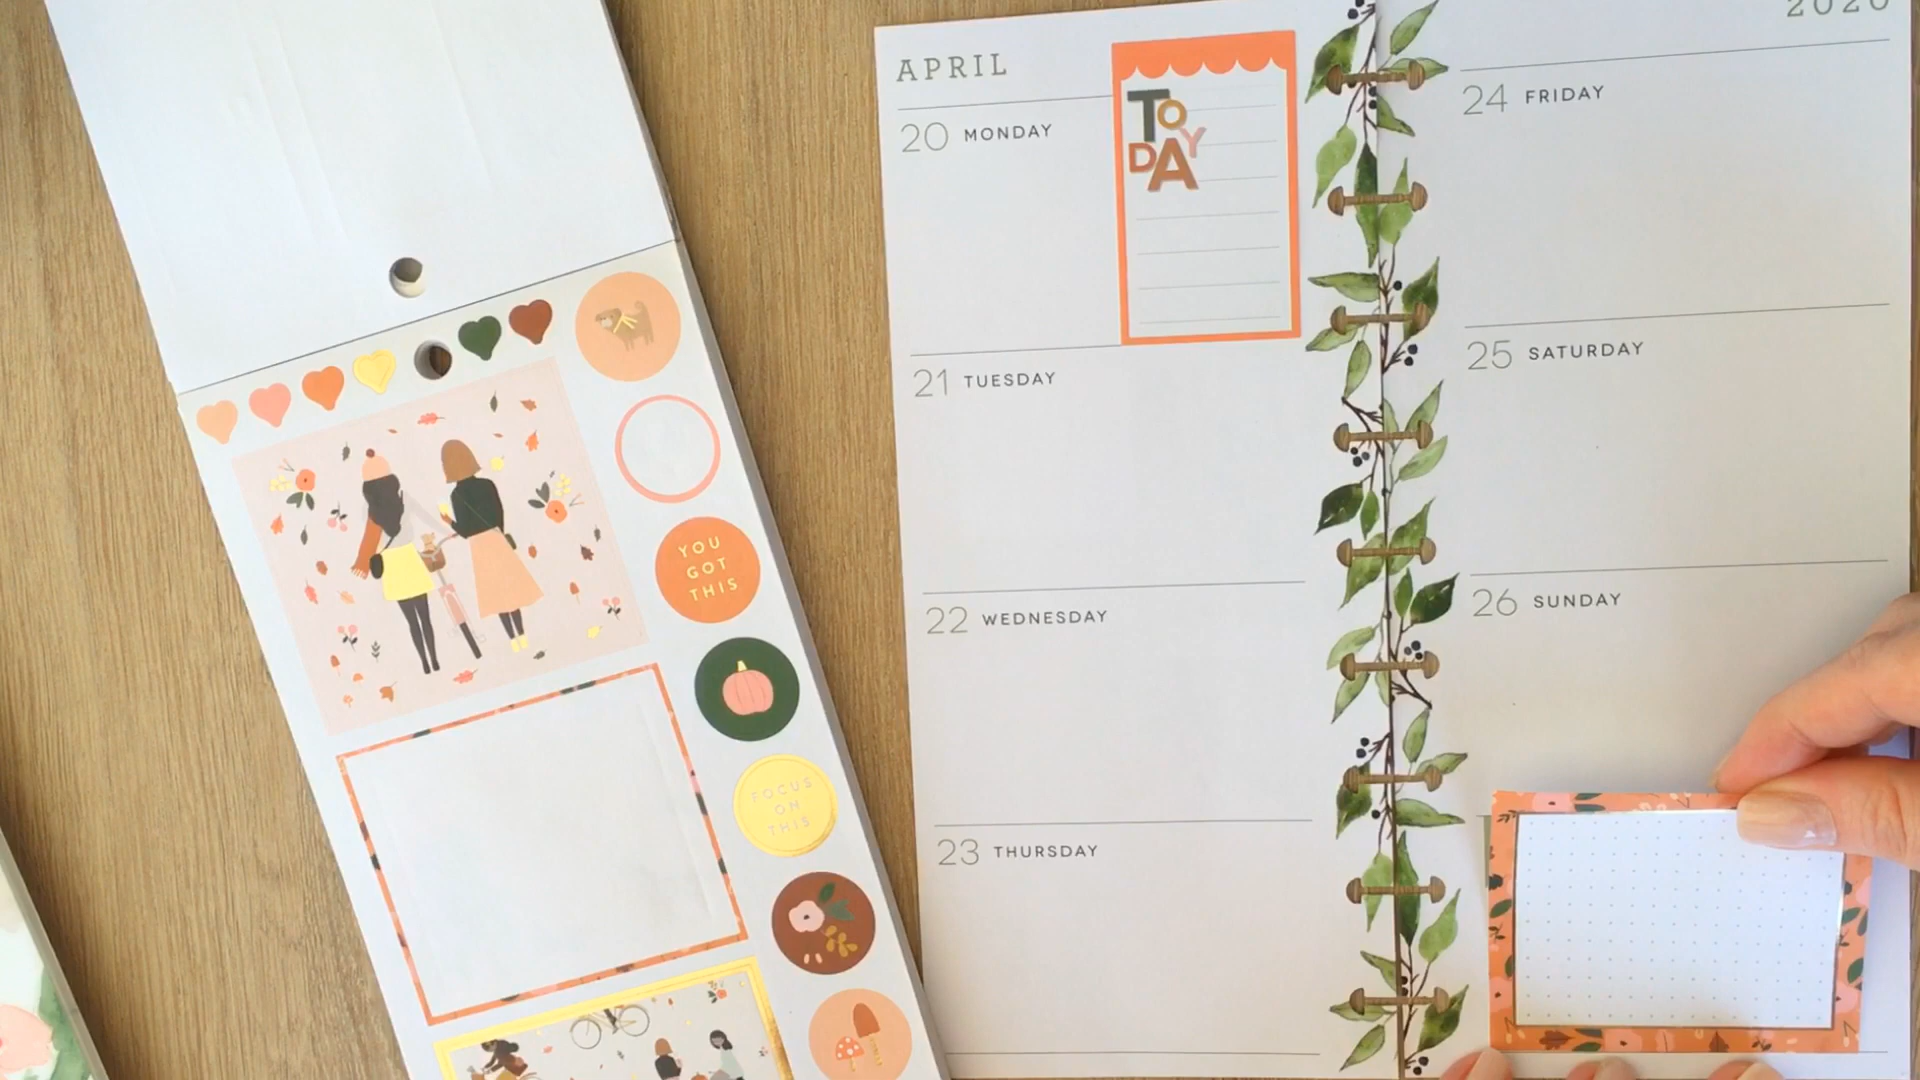 APRIL
20 MONDAY
TODAY
21 TUESDAY
22 WEDNESDAY
23 THURSDAY
2020
24 FRIDAY
25 SATURDAY
26 SUNDAY
YOU
GOT
THIS
FOCUS
ON
THIS